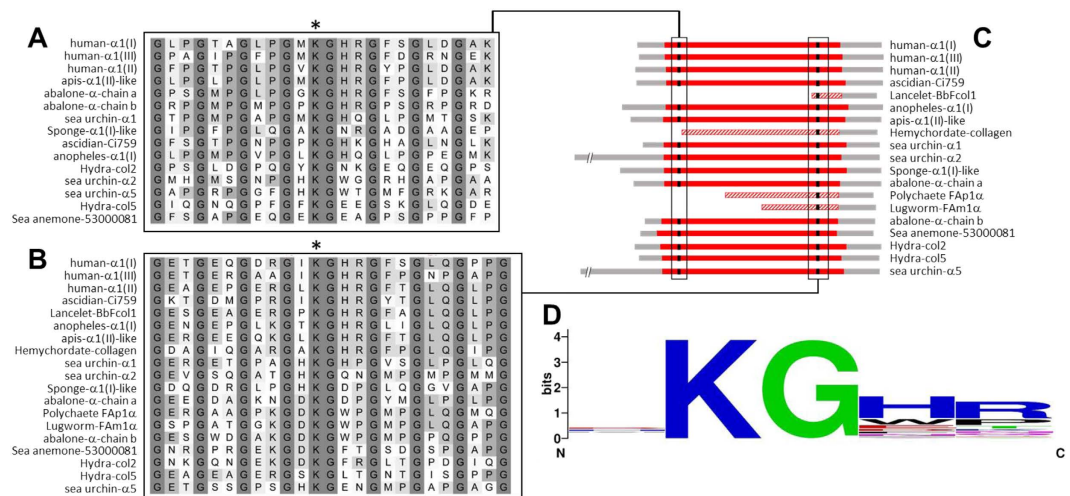 A
*
human-α1(I) G L P G T A G L P G M K G H R G F S G L D G A K
human-α1(III) G P A G I P G F P G M K G H R G F D G R N G E K
human-α1(II) G F P G T P G L P G V K G H R G Y P G L D G A K
apis-α1(II)-like G L P G L P G L P G M K G H R G Y P G L D G A K
abalone-α-chain a G P S G M P G L P G G K G H R G F S G F P G K R
abalone-α-chain b G R P G M P G M P G P K G H R G P S G R P G R D
sea urchin-α1 G T P G M P G A P G M K G H Q G L P G M T G S K
Sponge-α1(I)-like G I P G F P G L Q G A K G N R G A D G A A G E P
ascidian-Ci759 G F S G T P G L P G H K G H A G L N G L K
anopheles-α1(I) G L P G M P G V P G L K G H Q G L P G P E G M K
Hydra-col2 G P S G L D G P Q G Y K G N K G E Q G E Q G P S
sea urchin-α2 G M H G M S G N P G H K G W R G H A P G A A
sea urchin-α5 G A P G R P G G F G H K G W T G M F G R K G A R
Hydra-col5 G I Q G N Q G P F G F K G E E G S K G L Y G D T
Sea anemone-53000081 G F S G A P G E Q G E K G E A G P S G P P G F P
B
*
human-α1(I) G E T G E Q G D R G I K G H R G F S G L Q G P P G
human-α1(III) G E R G E A G I P G V K G H R G F P G N P G A P G
human-α1(II) G E A G E P G E R G L K G H R G F T G L Q G L P G
ascidian-Ci759 G K T G D M G P R G I K G H R G Y T G L Q G L P G
Lancelet-BbFcol1 G E S G E A G E R G P K G H R G F A G L Q G L P G
anopheles-α1(I) G E N G E P G L K G T K G H R G L I G L Q G L P G
apis-α1(II)-like G E R G E E G Q K G L K G H R G F T G L Q G L P G
Hemychordate-collagen G D A G I Q G A R G A K G H R G F P G L Q G I P G
sea urchin-α1 G E R G E T G P A G H K G H P G V S G L P G L Q G
sea urchin-α2 G E V G S Q G A T G H K G Q N G M P G M P G M M G
Sponge-α1(I)-like G D Q G D R G L P G H K G D P G L Q G G V G A P G
abalone-α-chain a G E E G D A G K N G D K G D P G Y M G L P G L P G
Polychaete FAp1α G E R G A A G P K G D K G W P G M P G L Q G M Q G
Lugworm-FAm1α G S P G A T G G K G D K G W P G M P G L Q G P Q G
abalone-α-chain b G E S G W D G A K G D K G W P G M S G P Q G P P G
Sea anemone-53000081 G N R G P R G E K G D K G F T G S D G S P G A P G
Hydra-col2 G N K G Q N G E K G D K G F R G L T G P D G I Q G
Hydra-col5 G E A G E A G E R G S K G L T G N T G I S G P P G
sea urchin-α5 G E T G S S G P S G H K G E N G M P G A P G A G G
C
human-α1(I)
human-α1(III)
human-α1(II)
ascidian-Ci759
Lancelet-BbFcol1
anopheles-α1(I)
apis-α1(II)-like
Hemychordate-collagen
sea urchin-α1
// sea urchin-α2
Sponge-α1(I)-like
abalone-α-chain a
Polychaete FAp1α
Lugworm-FAm1α
abalone-α-chain b
Sea anemone-53000081
Hydra-col2
Hydra-col5
// sea urchin-α5
D
bits
4
3
2
1
0
K G H R
W
N C